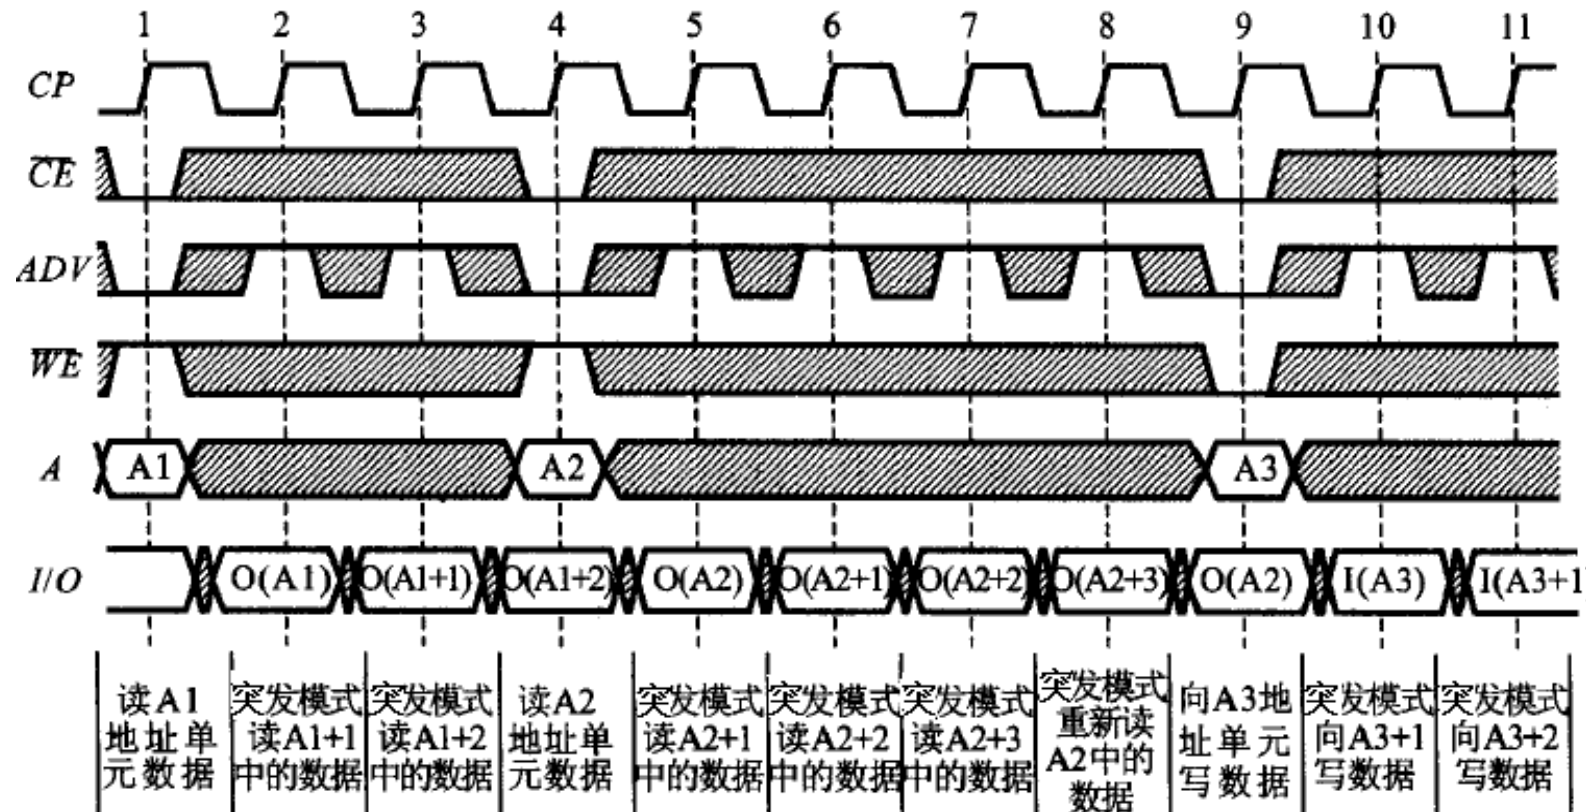 1 2 3 4 5 6 7 8 9 10 11
CP
C̅E̅
ADV
W̅E̅
A A1 A2 A3
I/O O(A1) O(A1+1) O(A1+2) O(A2) O(A2+1) O(A2+2) O(A2+3) O(A2) I(A3) I(A3+1
读A1
地址单
元数据
突发模式
读A1+1
中的数据
突发模式
读A1+2
中的数据
读A2
地址单
元数据
突发模式
读A2+1
中的数据
突发模式
读A2+2
中的数据
突发模式
读A2+3
中的数据
突发模式
重新读
A2中的
数据
向A3地
址单元
写数据
突发模式
向A3+1
写数据
突发模式
向A3+2
写数据